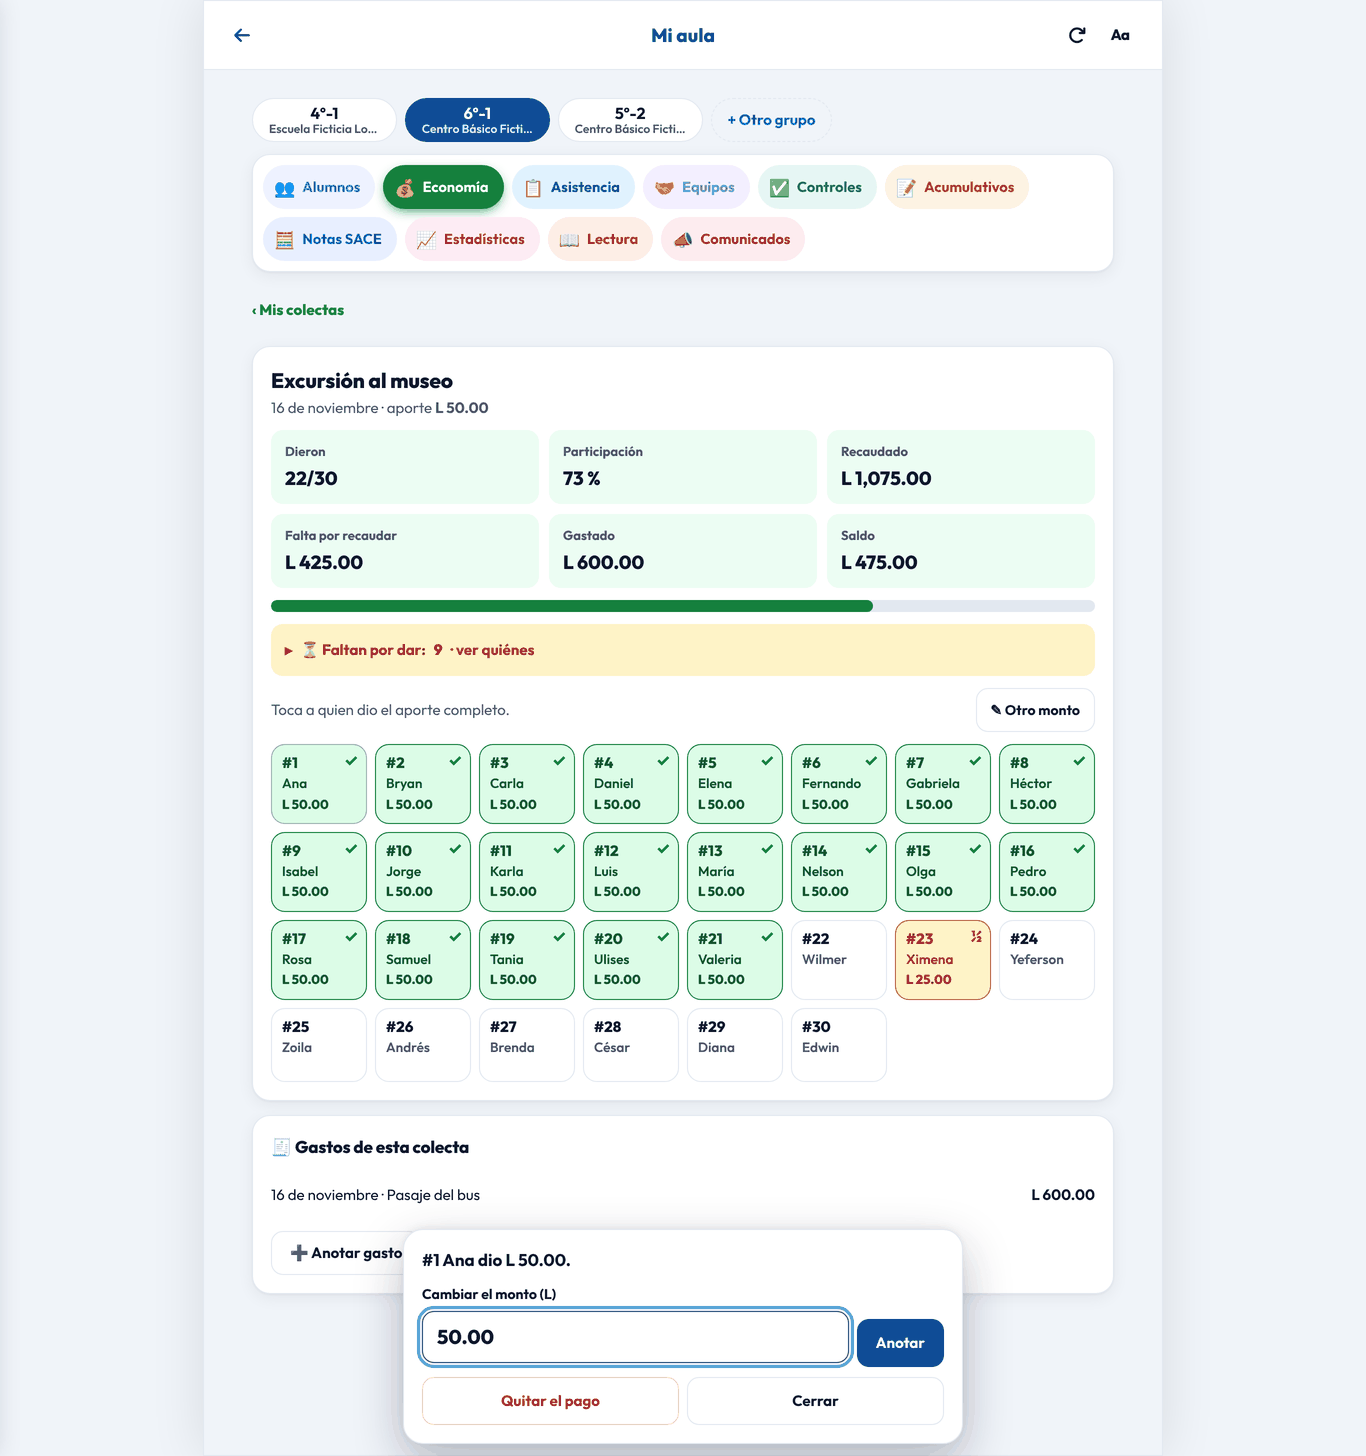 Mi aula
Aa
4°-1
Escuela Ficticia Lo...
6°-1
Centro Básico Ficti...
5°-2
Centro Básico Ficti...
+ Otro grupo
Alumnos
Economía
Asistencia
Equipos
Controles
Acumulativos
Notas SACE
Estadísticas
Lectura
Comunicados
‹ Mis colectas
Excursión al museo
16 de noviembre · aporte L 50.00
Dieron
22/30
Participación
73 %
Recaudado
L 1,075.00
Falta por recaudar
L 425.00
Gastado
L 600.00
Saldo
L 475.00
Faltan por dar: 9 · ver quiénes
Toca a quien dio el aporte completo.
✎ Otro monto
#1 ✓
Ana
L 50.00
#2 ✓
Bryan
L 50.00
#3 ✓
Carla
L 50.00
#4 ✓
Daniel
L 50.00
#5 ✓
Elena
L 50.00
#6 ✓
Fernando
L 50.00
#7 ✓
Gabriela
L 50.00
#8 ✓
Héctor
L 50.00
#9 ✓
Isabel
L 50.00
#10 ✓
Jorge
L 50.00
#11 ✓
Karla
L 50.00
#12 ✓
Luis
L 50.00
#13 ✓
María
L 50.00
#14 ✓
Nelson
L 50.00
#15 ✓
Olga
L 50.00
#16 ✓
Pedro
L 50.00
#17 ✓
Rosa
L 50.00
#18 ✓
Samuel
L 50.00
#19 ✓
Tania
L 50.00
#20 ✓
Ulises
L 50.00
#21 ✓
Valeria
L 50.00
#22
Wilmer
#23 ½
Ximena
L 25.00
#24
Yeferson
#25
Zoila
#26
Andrés
#27
Brenda
#28
César
#29
Diana
#30
Edwin
Gastos de esta colecta
16 de noviembre · Pasaje del bus L 600.00
Anotar gasto
#1 Ana dio L 50.00.
Cambiar el monto (L)
50.00
Anotar
Quitar el pago
Cerrar